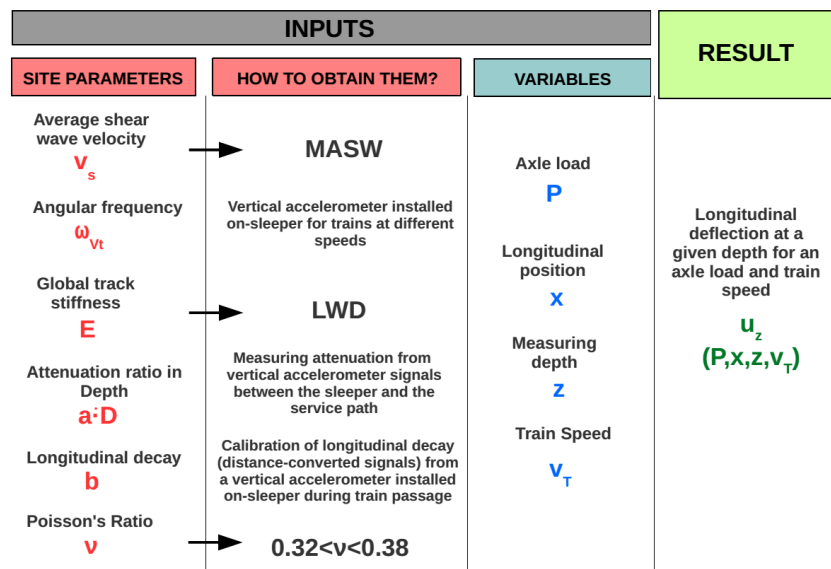 INPUTS
RESULT
SITE PARAMETERS
HOW TO OBTAIN THEM?
VARIABLES
Average shear
wave velocity
vs
MASW
Angular frequency
ωVt
Vertical accelerometer installed
on-sleeper for trains at different
speeds
Global track
stiffness
E
LWD
Attenuation ratio in
Depth
a·D
Measuring attenuation from
vertical accelerometer signals
between the sleeper and the
service path
Longitudinal decay
b
Calibration of longitudinal decay
(distance-converted signals) from
a vertical accelerometer installed
on-sleeper during train passage
Poisson's Ratio
ν
0.32<ν<0.38
Axle load
P
Longitudinal
position
x
Measuring
depth
z
Train Speed
vT
Longitudinal
deflection at a
given depth for an
axle load and train
speed
uz
(P,x,z,vT)